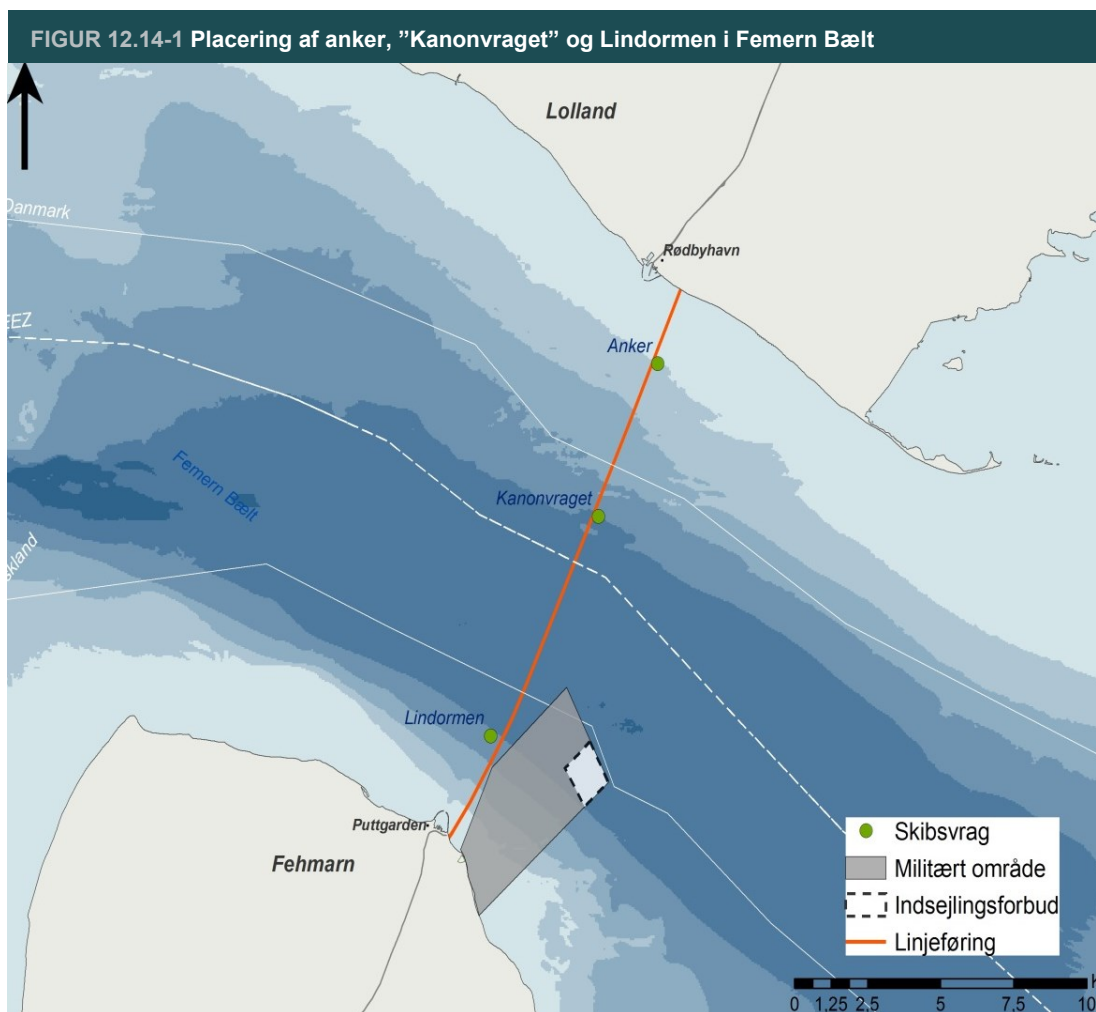 FIGUR 12.14-1 Placering af anker, ”Kanonvraget” og Lindormen i Femern Bælt
Lolland
Danmark
Rødbyhavn
EEZ
Anker
Femern Bælt
Kanonvraget
skland
Lindormen
Puttgarden
Fehmarn
Skibsvrag
Militært område
Indsejlingsforbud
Linjeføring
K
0 1,25 2,5 5 7,5 10